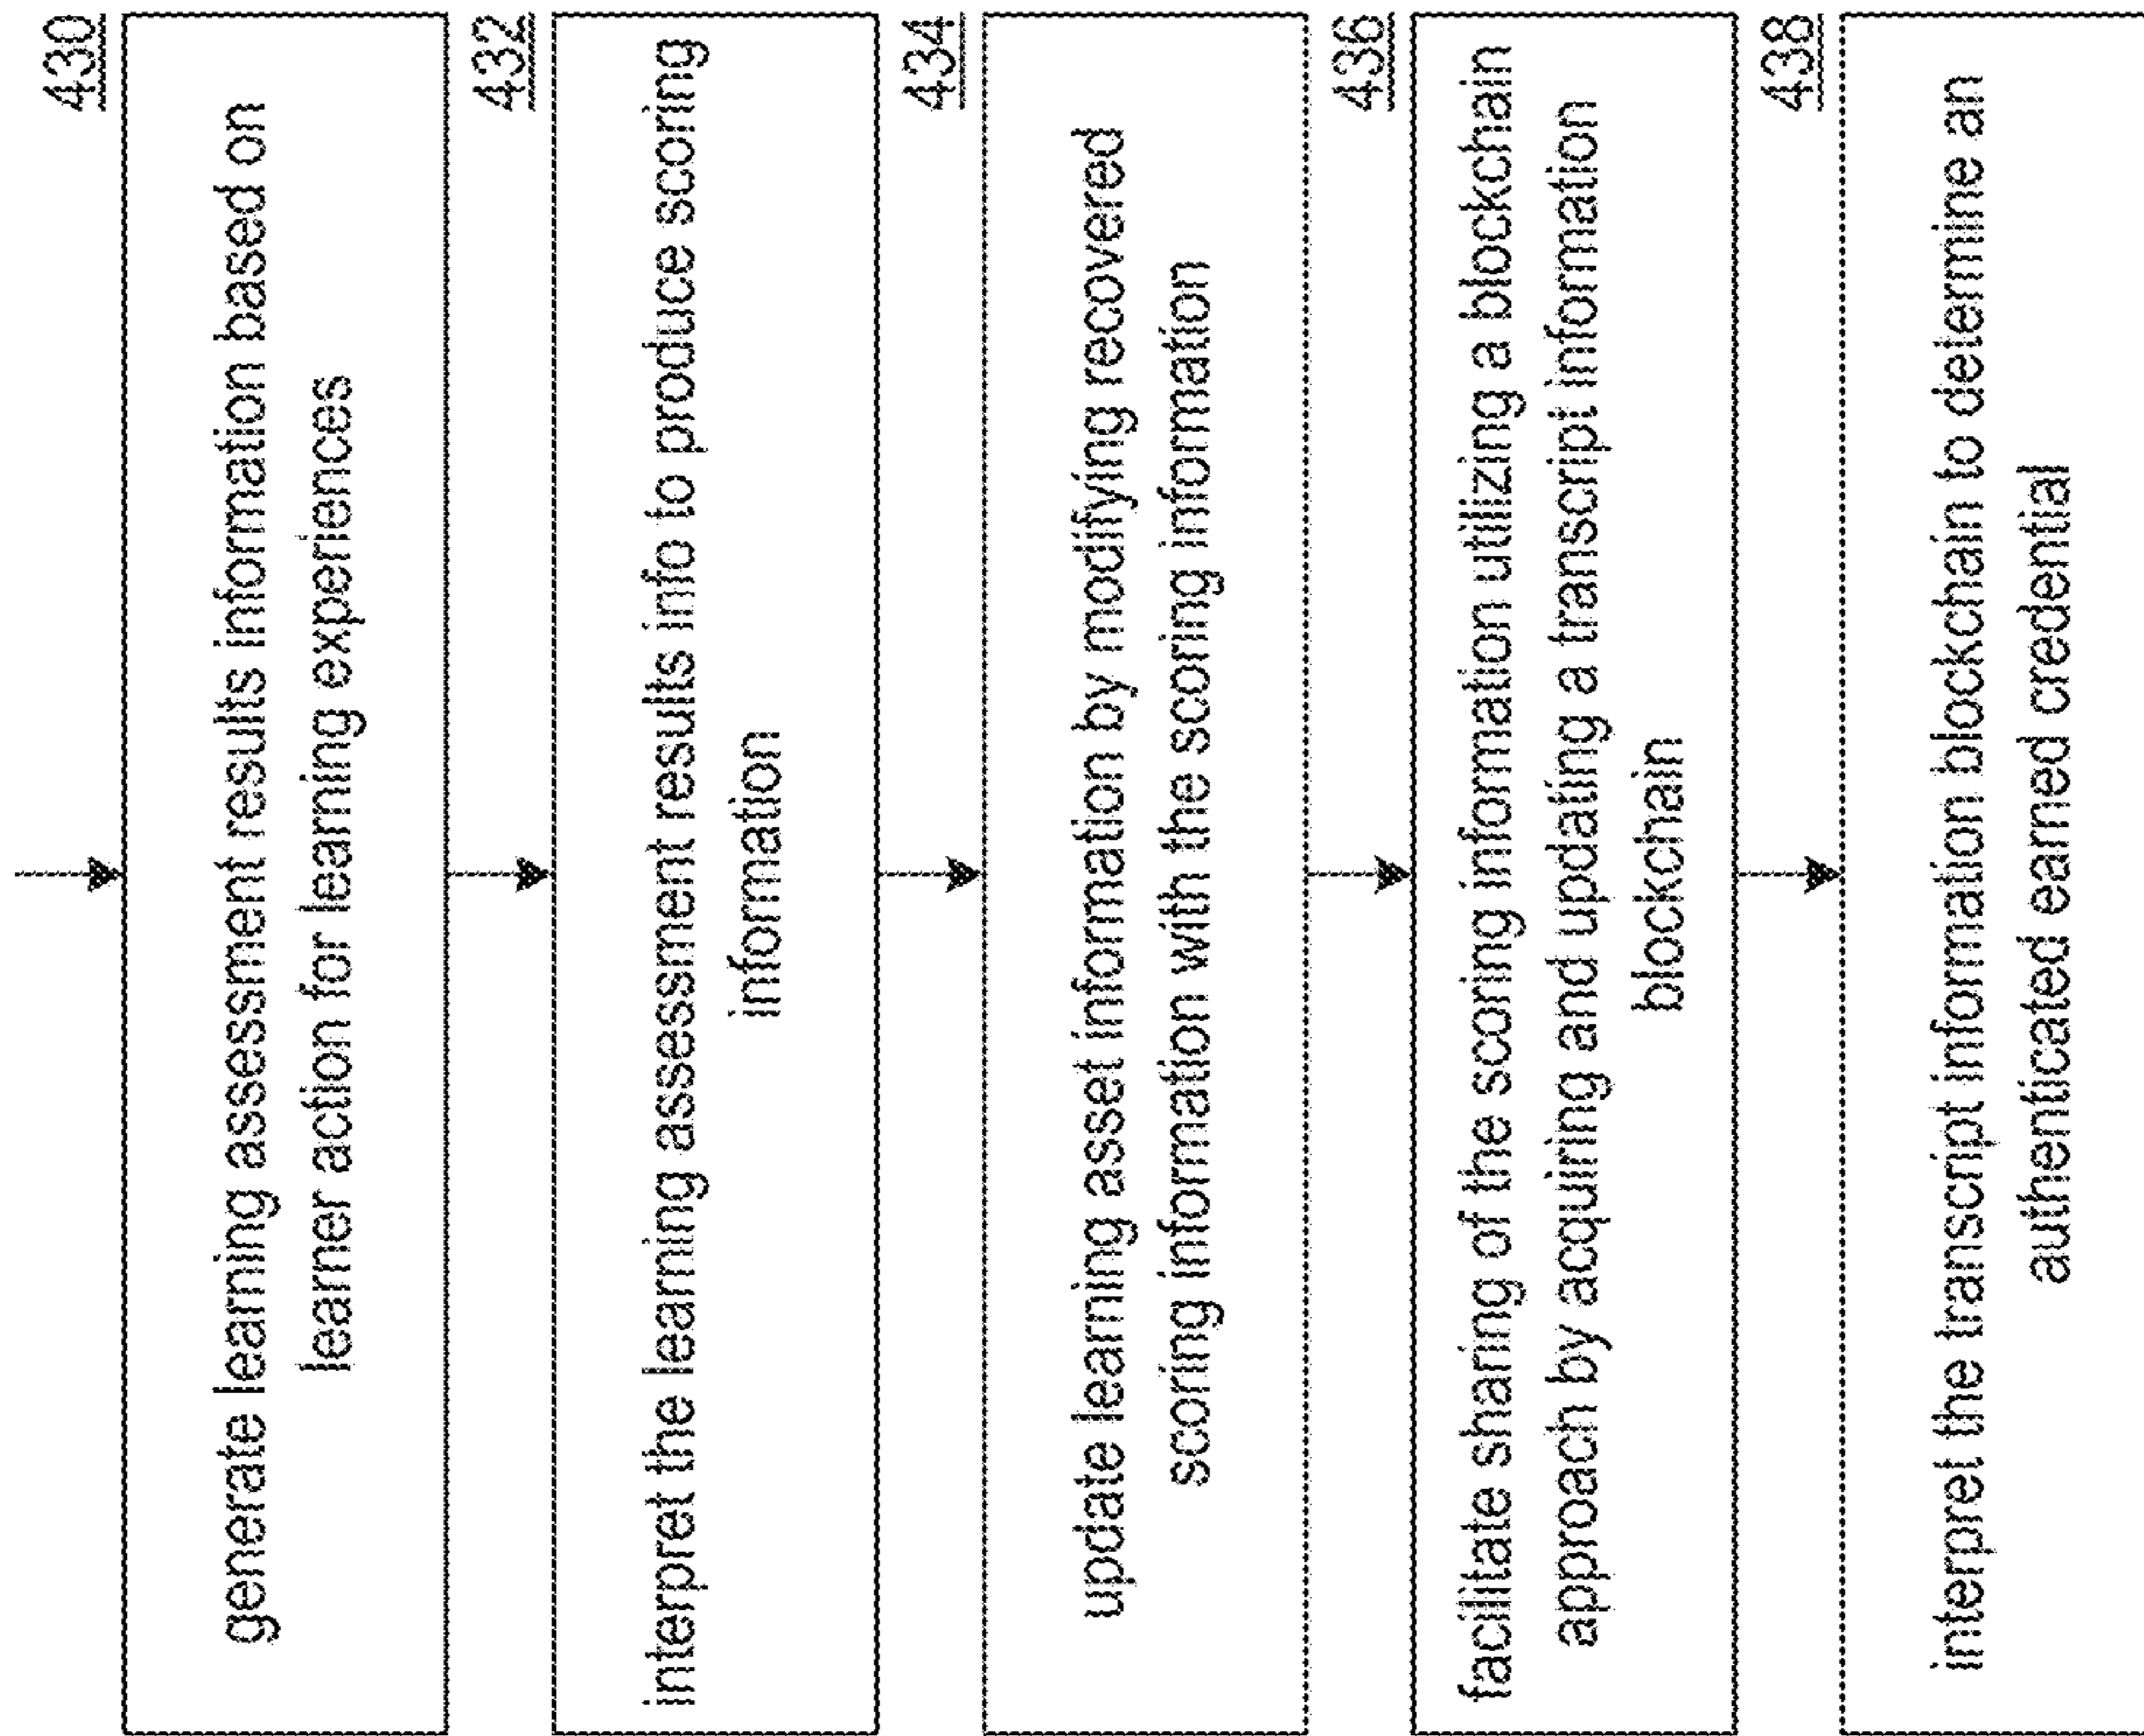 430
generate learning assessment results information based on
learner action for learning experiences
432
interpret the learning assessment results info to produce scoring
information
434
update learning asset information by modifying recovered
scoring information with the scoring information
436
facilitate sharing of the scoring information utilizing a blockchain
approach by acquiring and updating a transcript information
blockchain
438
interpret the transcript information blockchain to determine an
authenticated earned credential